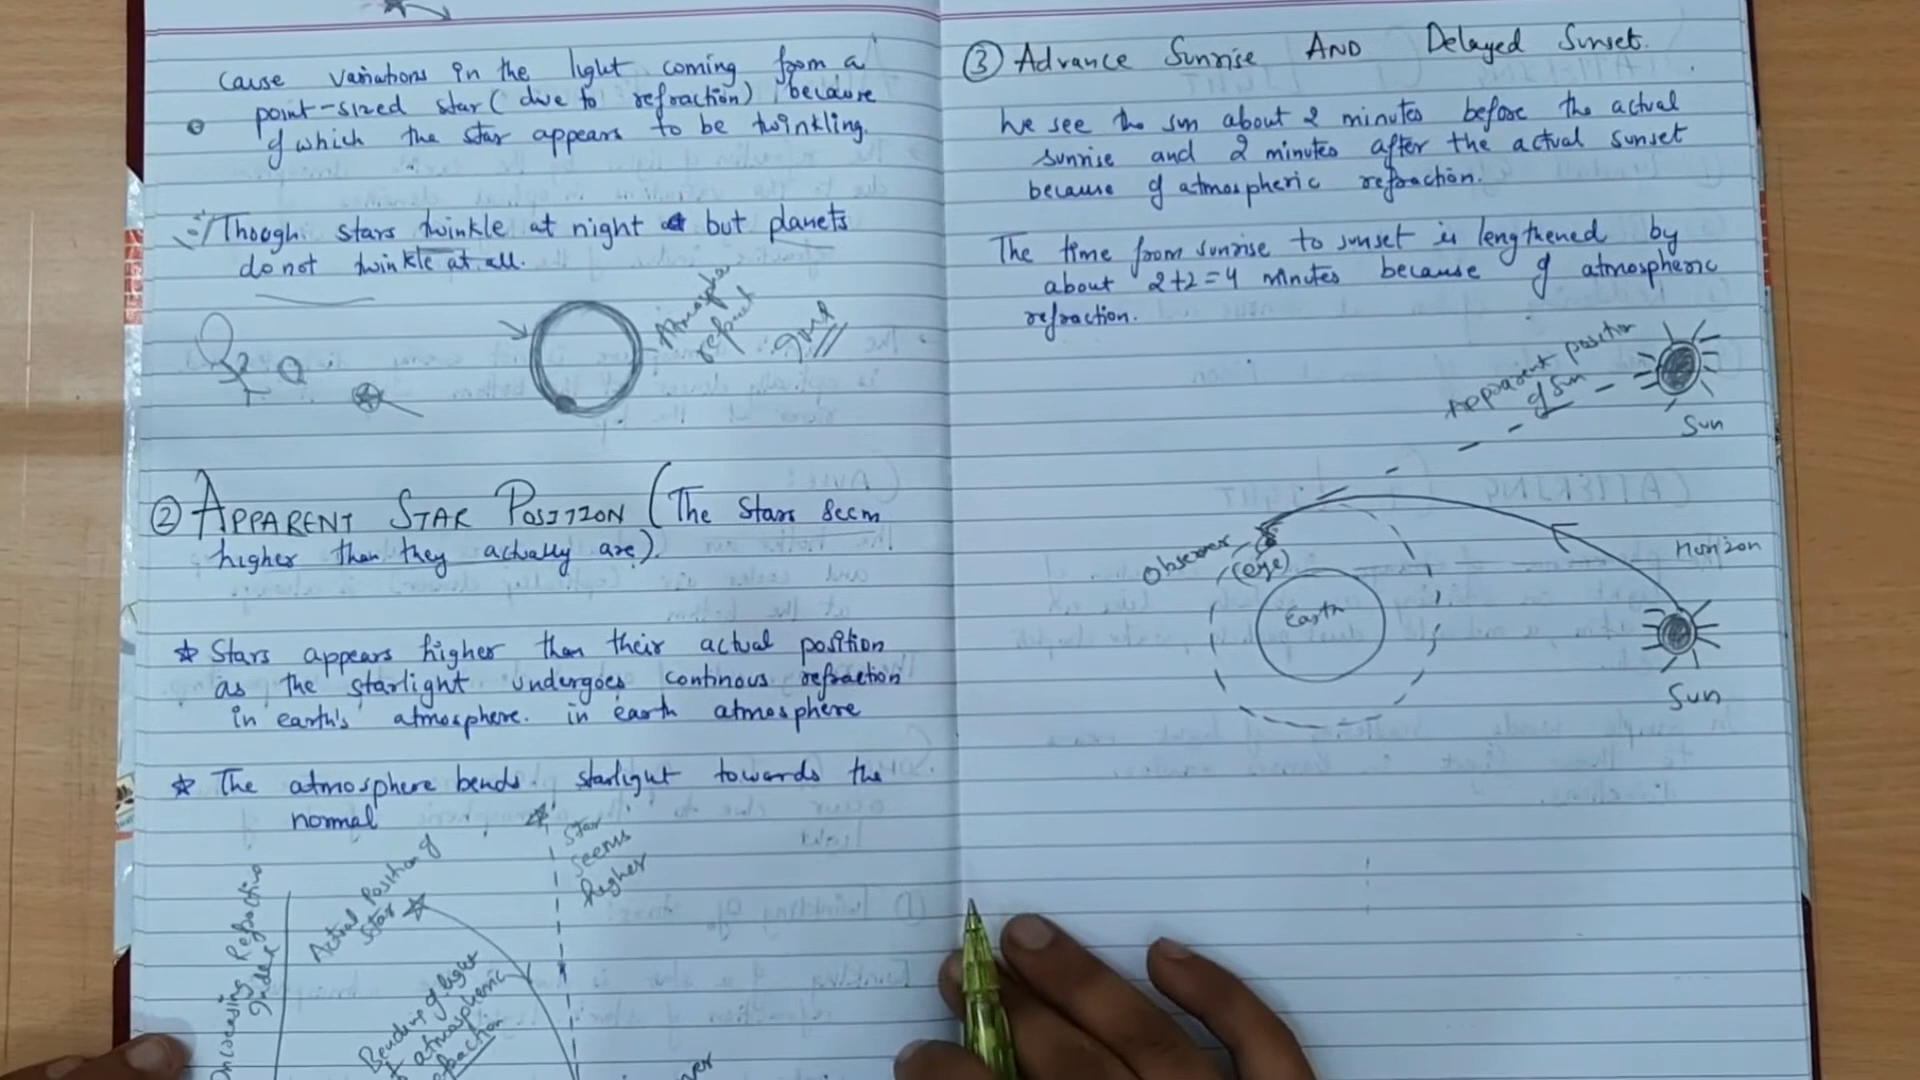 cause variations in the light coming from a
point-sized star (due to refraction) because
of which the star appears to be twinkling.
Though stars twinkle at night but planets
do not twinkle at all.
② APPARENT STAR POSITION (The Stars Seem
higher than they actually are).
☆ Stars appears higher than their actual position
as the starlight undergoes continous refraction
in earth's atmosphere. in earth atmosphere
☆ The atmosphere bends starlight towards the
normal
Star
seems
higher
Actual Position of
star
Refractive
Index
Bending of light
atmospheric
③ Advance Sunrise AND Delayed Sunset.
We see the sun about 2 minutes before the actual
sunrise and 2 minutes after the actual sunset
because of atmospheric refraction.
The time from sunrise to sunset is lengthened by
about 2+2=4 minutes because of atmospheric
refraction.
Apparent position
of Sun
Sun
Horizon
Observer
(eye)
Earth
Sun